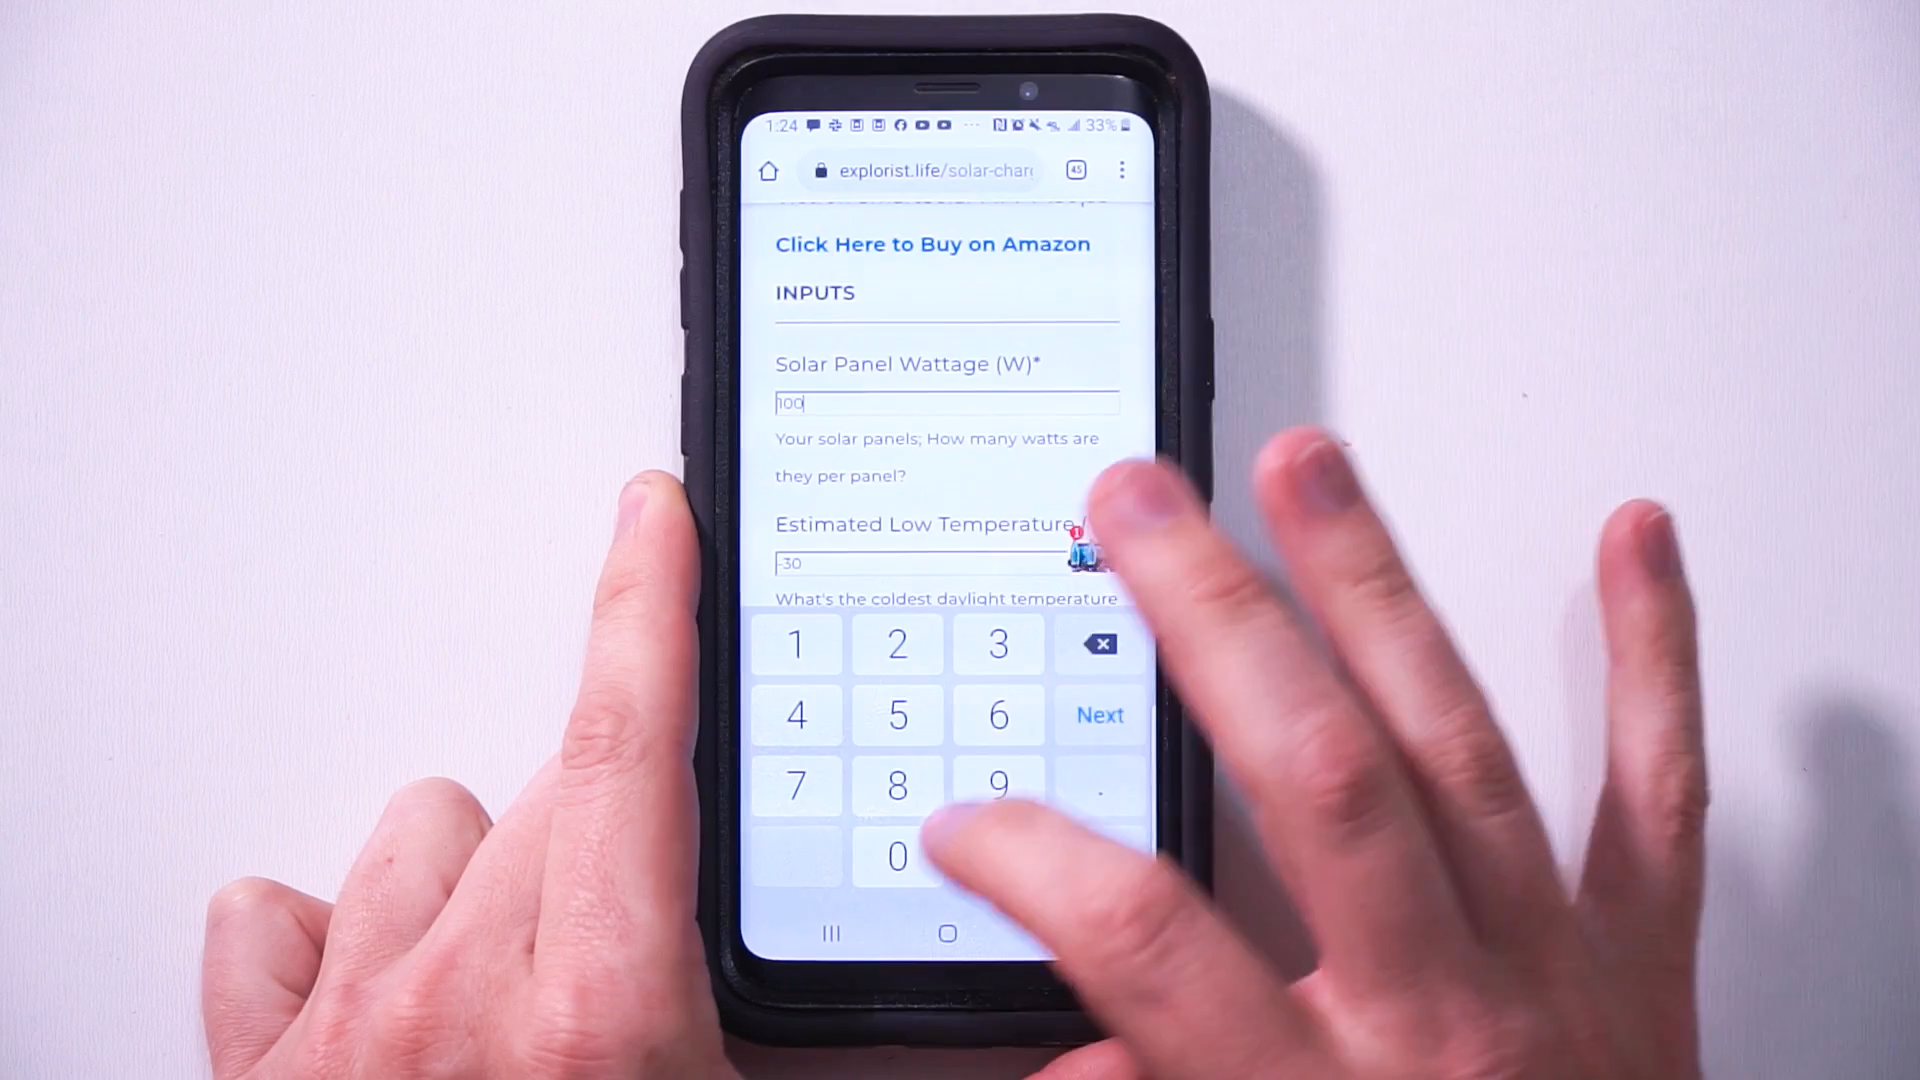 1:24 33%
explorist.life/solar-char
45
Click Here to Buy on Amazon
INPUTS
Solar Panel Wattage (W)*
100
Your solar panels; How many watts are
they per panel?
Estimated Low Temperature
1
-30
What's the coldest daylight temperature
1 2 3
4 5 6 Next
7 8 9 .
0